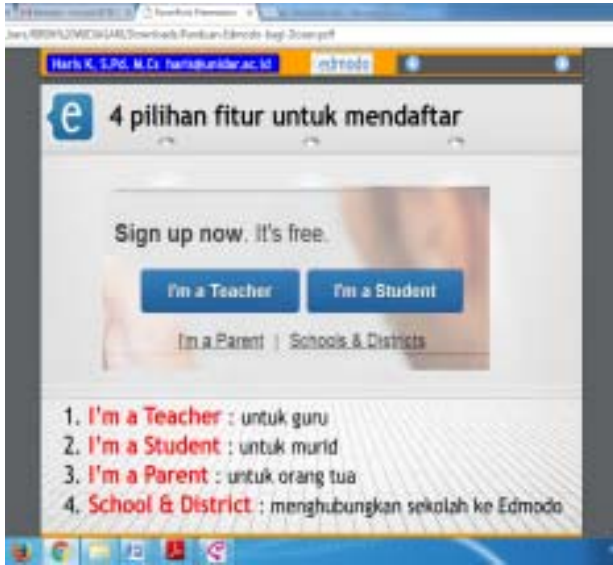 Haris K, S.Pd, M.Cs haris@unidar.ac.id
edmodo
e
4 pilihan fitur untuk mendaftar
Sign up now. It's free.
I'm a Teacher I'm a Student
I'm a Parent | Schools & Districts
1. I'm a Teacher : untuk guru
2. I'm a Student : untuk murid
3. I'm a Parent : untuk orang tua
4. School & District : menghubungkan sekolah ke Edmodo